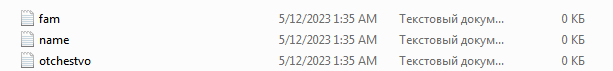 fam 5/12/2023 1:35 AM Текстовый докум... 0 КБ
name 5/12/2023 1:35 AM Текстовый докум... 0 КБ
otchestvo 5/12/2023 1:35 AM Текстовый докум... 0 КБ